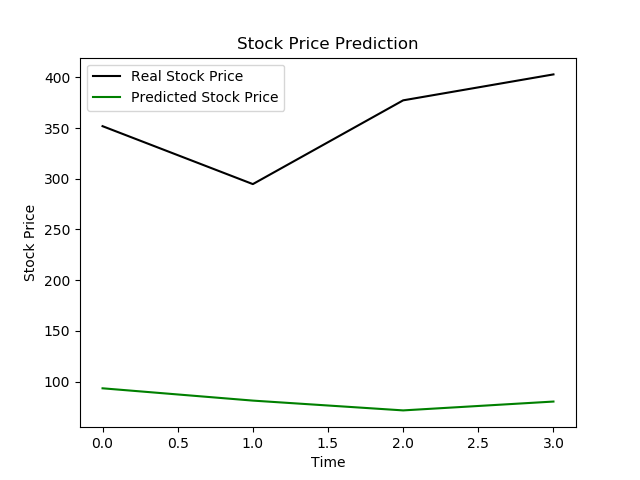 Stock Price Prediction
Real Stock Price
Predicted Stock Price
Stock Price
400
350
300
250
200
150
100
0.0 0.5 1.0 1.5 2.0 2.5 3.0
Time